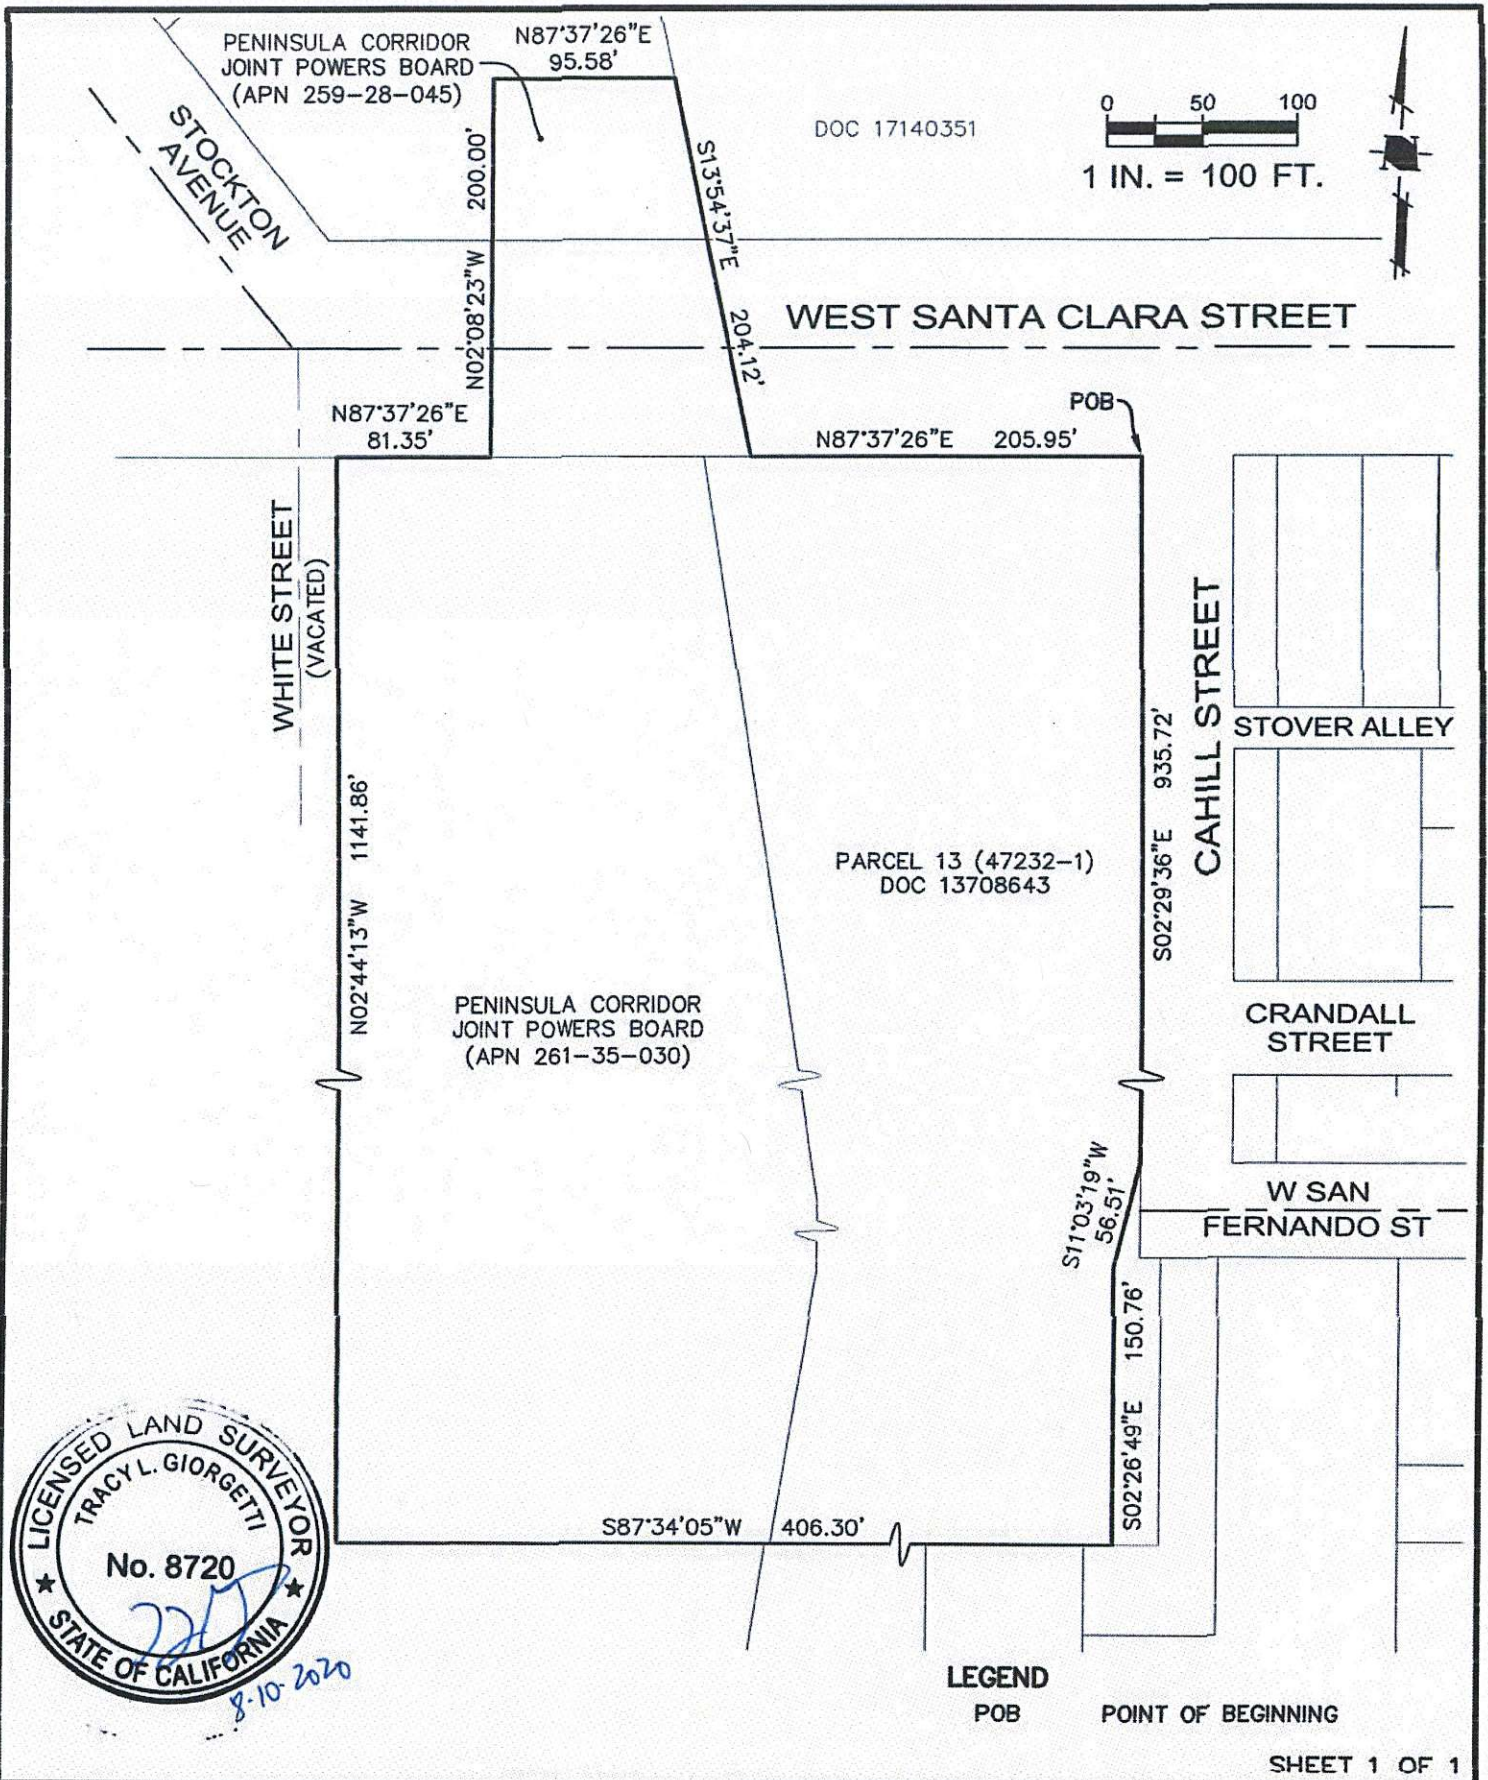 PENINSULA CORRIDOR
JOINT POWERS BOARD
(APN 259-28-045)
N87°37'26"E
95.58'
DOC 17140351
0 50 100
1 IN. = 100 FT.
N
STOCKTON
AVENUE
N02°08'23"W 200.00'
S13°54'37"E 204.12'
WEST SANTA CLARA STREET
N87°37'26"E
81.35'
N87°37'26"E 205.95'
POB
WHITE STREET
(VACATED)
N02°44'13"W 1141.86'
S02°29'36"E 935.72'
CAHILL STREET
STOVER ALLEY
PARCEL 13 (47232-1)
DOC 13708643
PENINSULA CORRIDOR
JOINT POWERS BOARD
(APN 261-35-030)
CRANDALL
STREET
S11°03'19"W
56.51'
W SAN
FERNANDO ST
S02°26'49"E 150.76'
S87°34'05"W 406.30'
LICENSED LAND SURVEYOR
TRACY L. GIORGETTI
No. 8720
STATE OF CALIFORNIA
8-10-2020
LEGEND
POB POINT OF BEGINNING
SHEET 1 OF 1